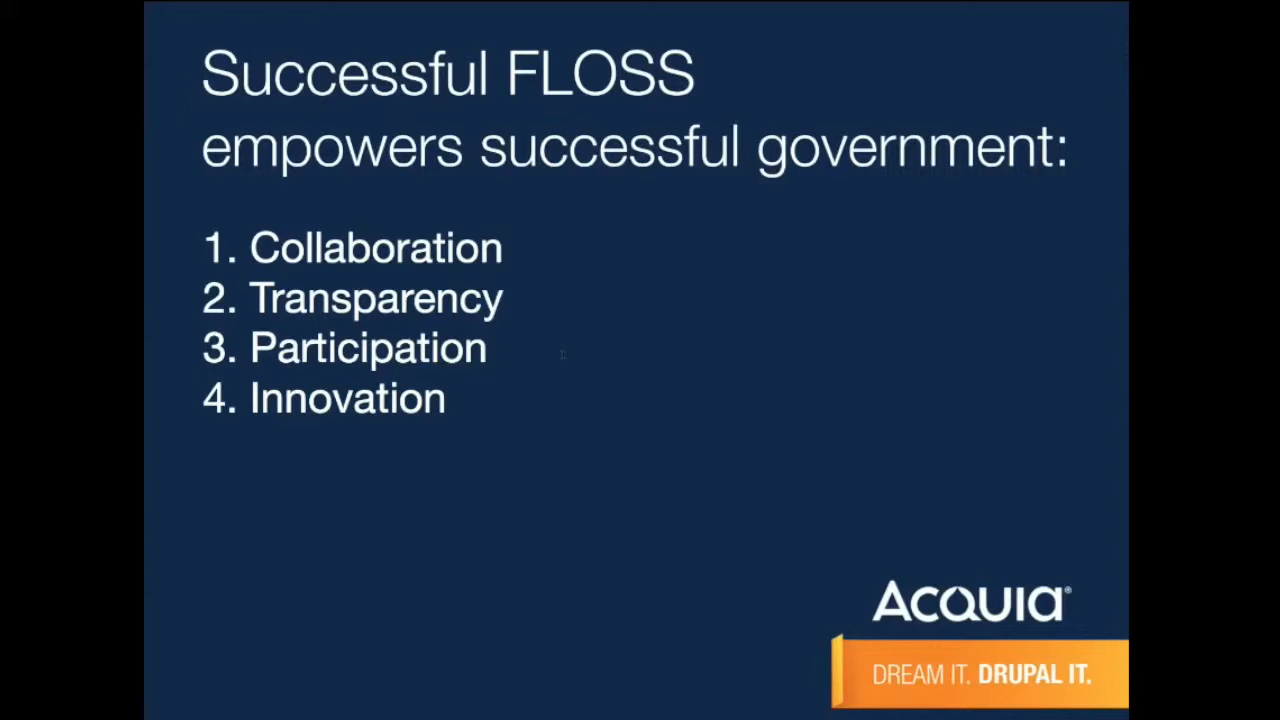 Successful FLOSS
empowers successful government:
1. Collaboration
2. Transparency
3. Participation
4. Innovation
ACQUIA®
DREAM IT. DRUPAL IT.